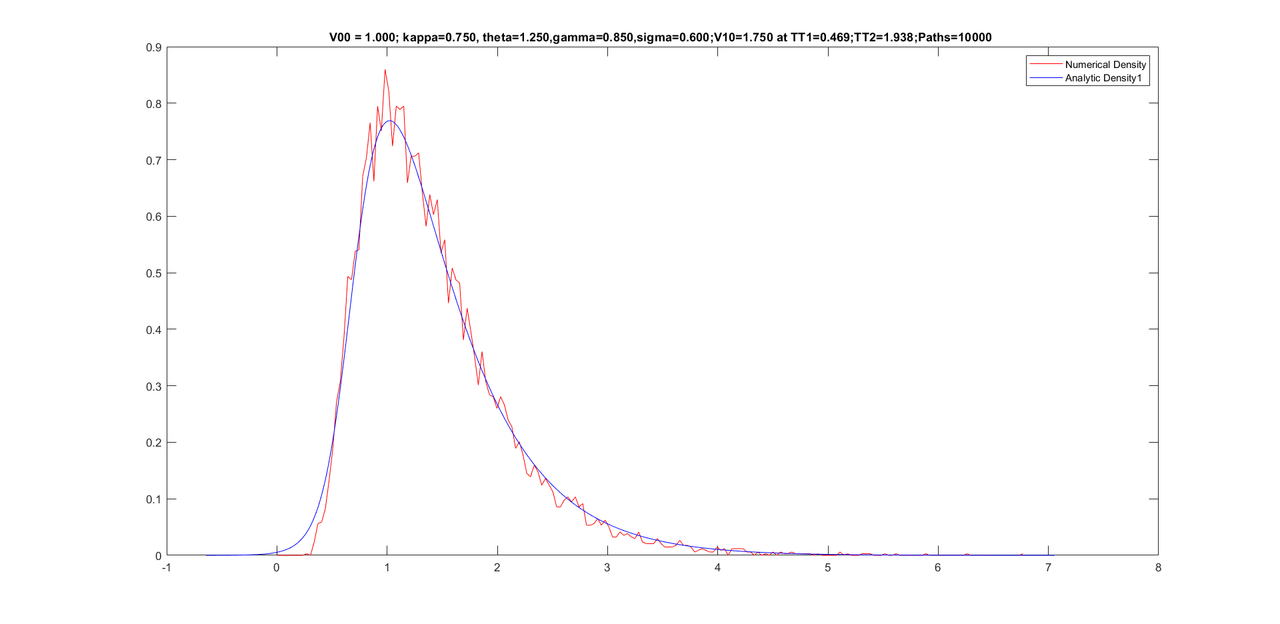 V00 = 1.000; kappa=0.750, theta=1.250,gamma=0.850,sigma=0.600;V10=1.750 at TT1=0.469;TT2=1.938;Paths=10000
Numerical Density
Analytic Density1
0.9
0.8
0.7
0.6
0.5
0.4
0.3
0.2
0.1
0
-1 0 1 2 3 4 5 6 7 8